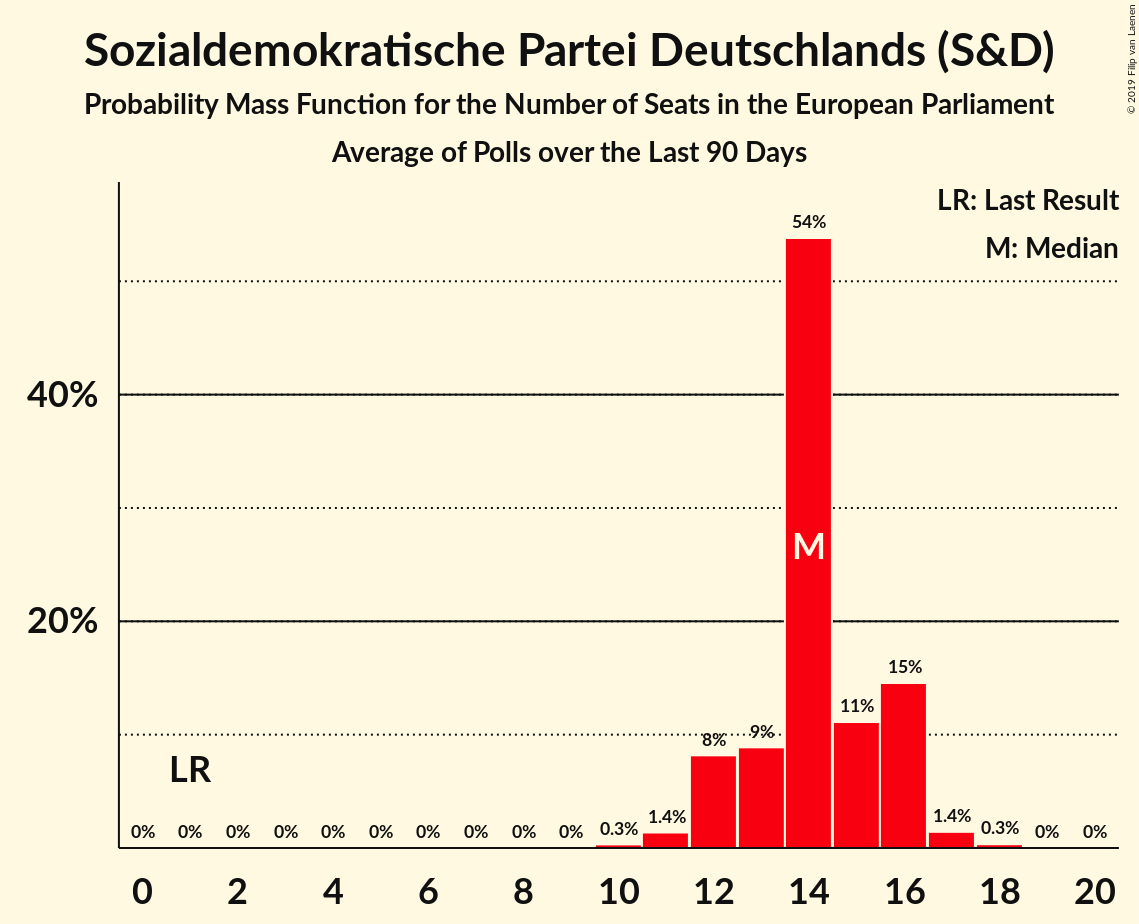 Sozialdemokratische Partei Deutschlands (S&D)
Probability Mass Function for the Number of Seats in the European Parliament
Average of Polls over the Last 90 Days
© 2019 Filip van Laenen
LR: Last Result
M: Median
54%
40%
M
20%
15%
11%
9%
8%
LR
0% 0% 0% 0% 0% 0% 0% 0% 0% 0% 0.3% 1.4% 1.4% 0.3% 0% 0%
0 2 4 6 8 10 12 14 16 18 20